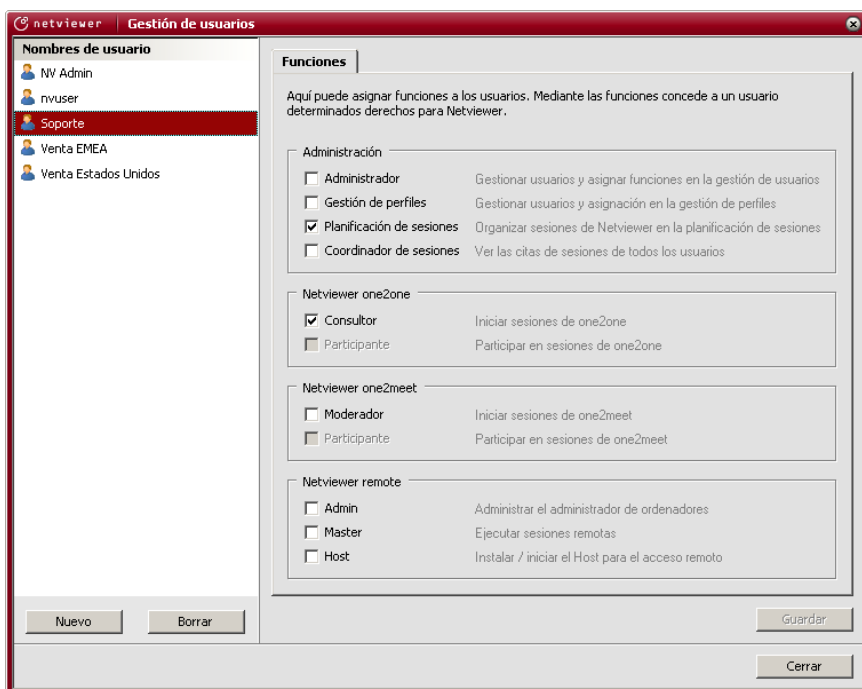 netviewer Gestión de usuarios
Nombres de usuario
NV Admin
nvuser
Soporte
Venta EMEA
Venta Estados Unidos
Nuevo Borrar
Funciones
Aquí puede asignar funciones a los usuarios. Mediante las funciones concede a un usuario
determinados derechos para Netviewer.
Administración
Administrador Gestionar usuarios y asignar funciones en la gestión de usuarios
Gestión de perfiles Gestionar usuarios y asignación en la gestión de perfiles
Planificación de sesiones Organizar sesiones de Netviewer en la planificación de sesiones
Coordinador de sesiones Ver las citas de sesiones de todos los usuarios
Netviewer one2one
Consultor Iniciar sesiones de one2one
Participante Participar en sesiones de one2one
Netviewer one2meet
Moderador Iniciar sesiones de one2meet
Participante Participar en sesiones de one2meet
Netviewer remote
Admin Administrar el administrador de ordenadores
Master Ejecutar sesiones remotas
Host Instalar / iniciar el Host para el acceso remoto
Guardar
Cerrar